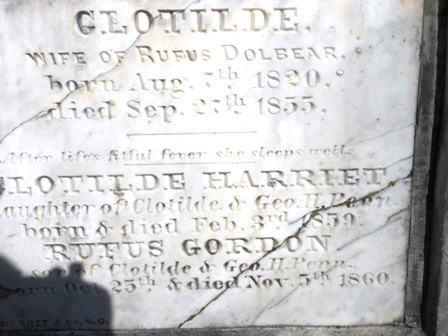 CLOTILDE,
WIFE OF RUFUS DOLBEAR.
born Aug. 7th 1820.
died Sep. 27th 1855.
After life's fitful fever she sleeps well.
CLOTILDE HARRIET
daughter of Clotilde & Geo. H. Penn
born & died Feb. 3rd 1859.
RUFUS GORDON
son of Clotilde & Geo. H. Penn.
born Oct 25th & died Nov. 5th 1860.
& CO. N.O.